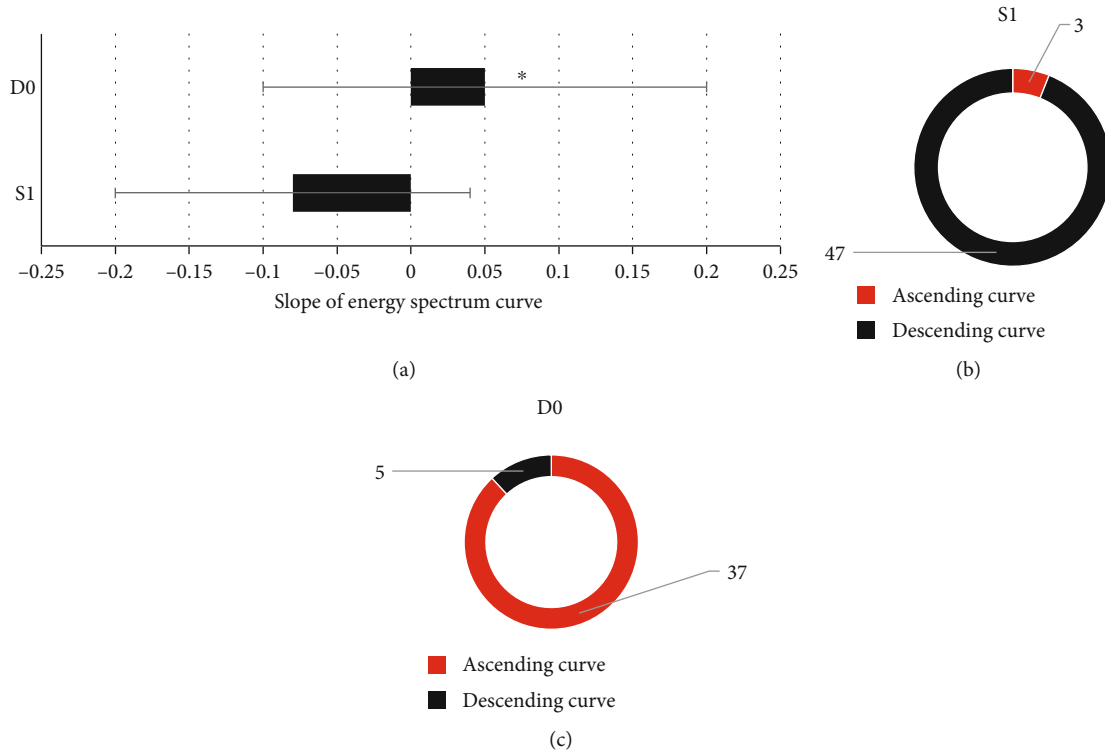 D0
*
S1
–0.25 –0.2 –0.15 –0.1 –0.05 0 0.05 0.1 0.15 0.2 0.25
Slope of energy spectrum curve
(a)
S1
3
47
Ascending curve
Descending curve
(b)
D0
5
37
Ascending curve
Descending curve
(c)